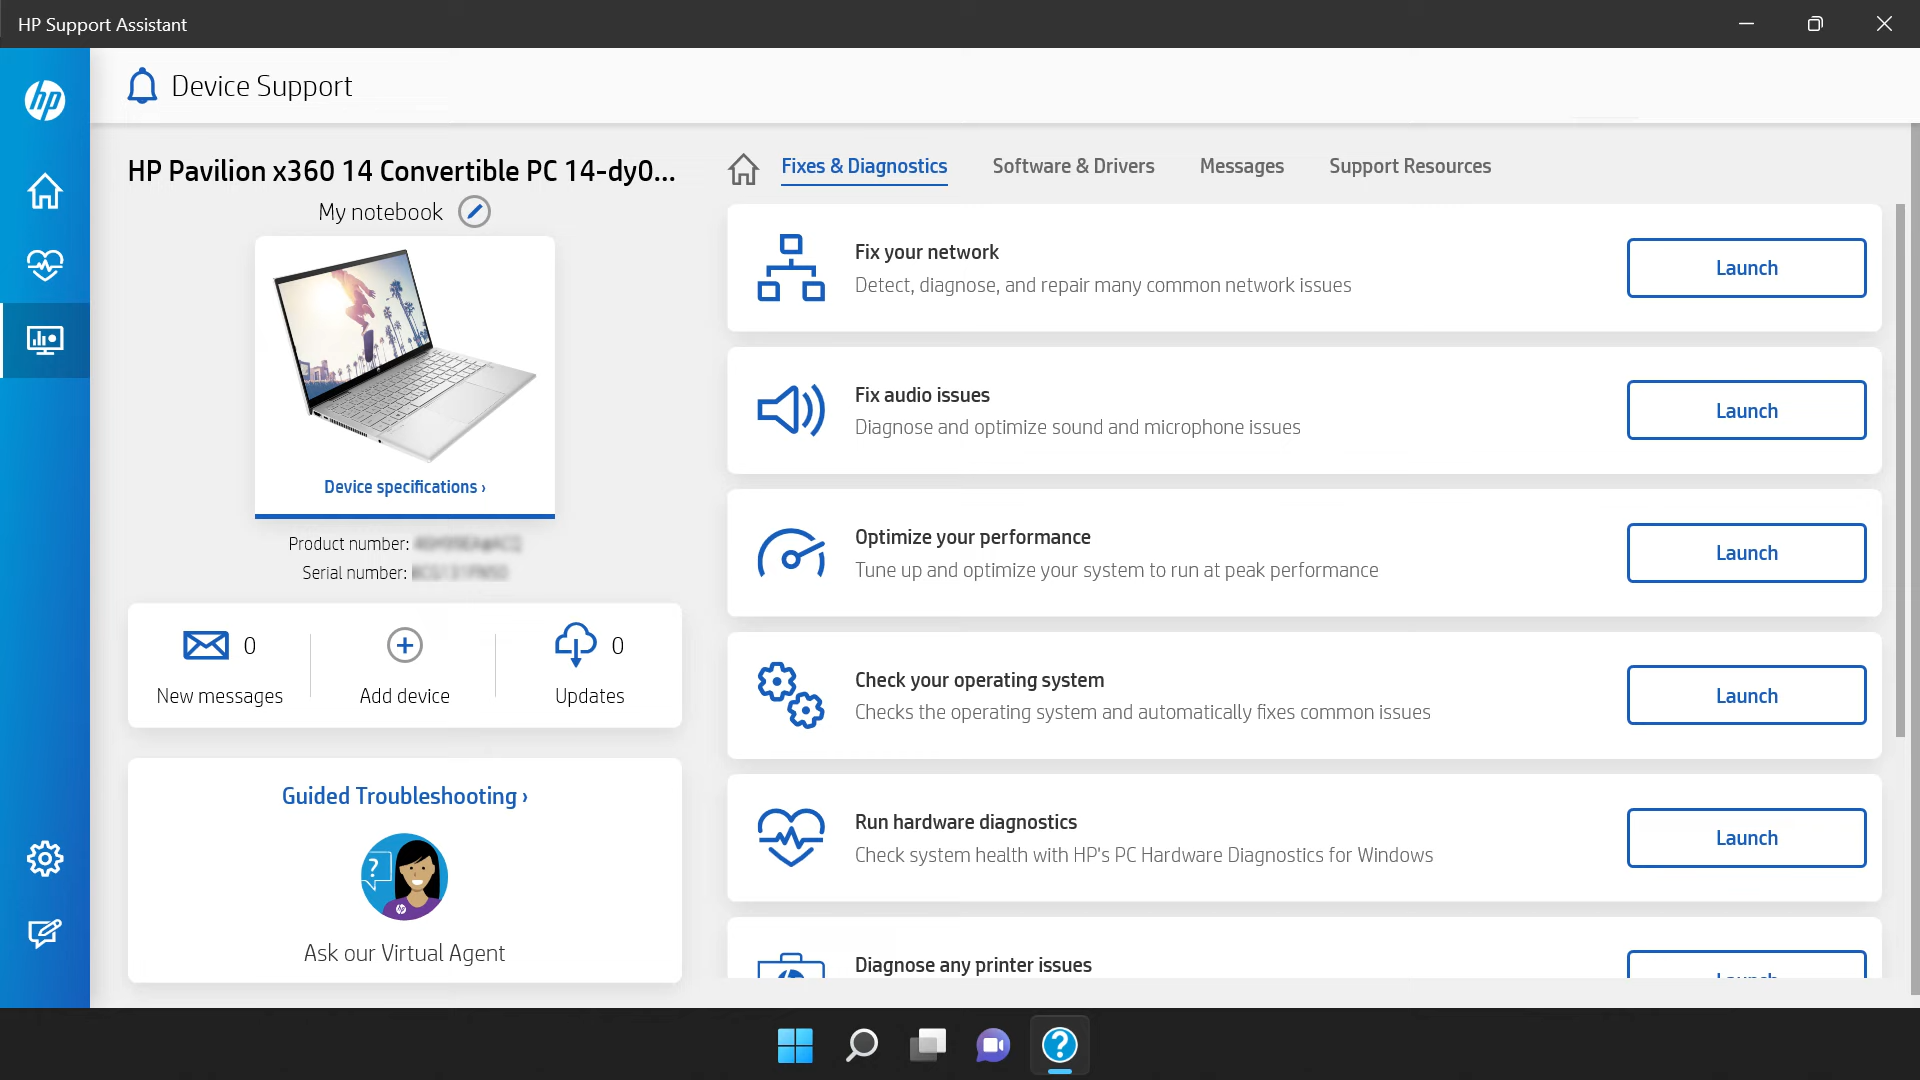 HP Support Assistant
hp
Device Support
HP Pavilion x360 14 Convertible PC 14-dy0...
My notebook
Device specifications ›
Product number:
Serial number:
0
New messages
Add device
0
Updates
Guided Troubleshooting ›
?
Ask our Virtual Agent
Fixes & Diagnostics
Software & Drivers
Messages
Support Resources
Fix your network
Detect, diagnose, and repair many common network issues
Launch
Fix audio issues
Diagnose and optimize sound and microphone issues
Launch
Optimize your performance
Tune up and optimize your system to run at peak performance
Launch
Check your operating system
Checks the operating system and automatically fixes common issues
Launch
Run hardware diagnostics
Check system health with HP's PC Hardware Diagnostics for Windows
Launch
Diagnose any printer issues
Launch
?